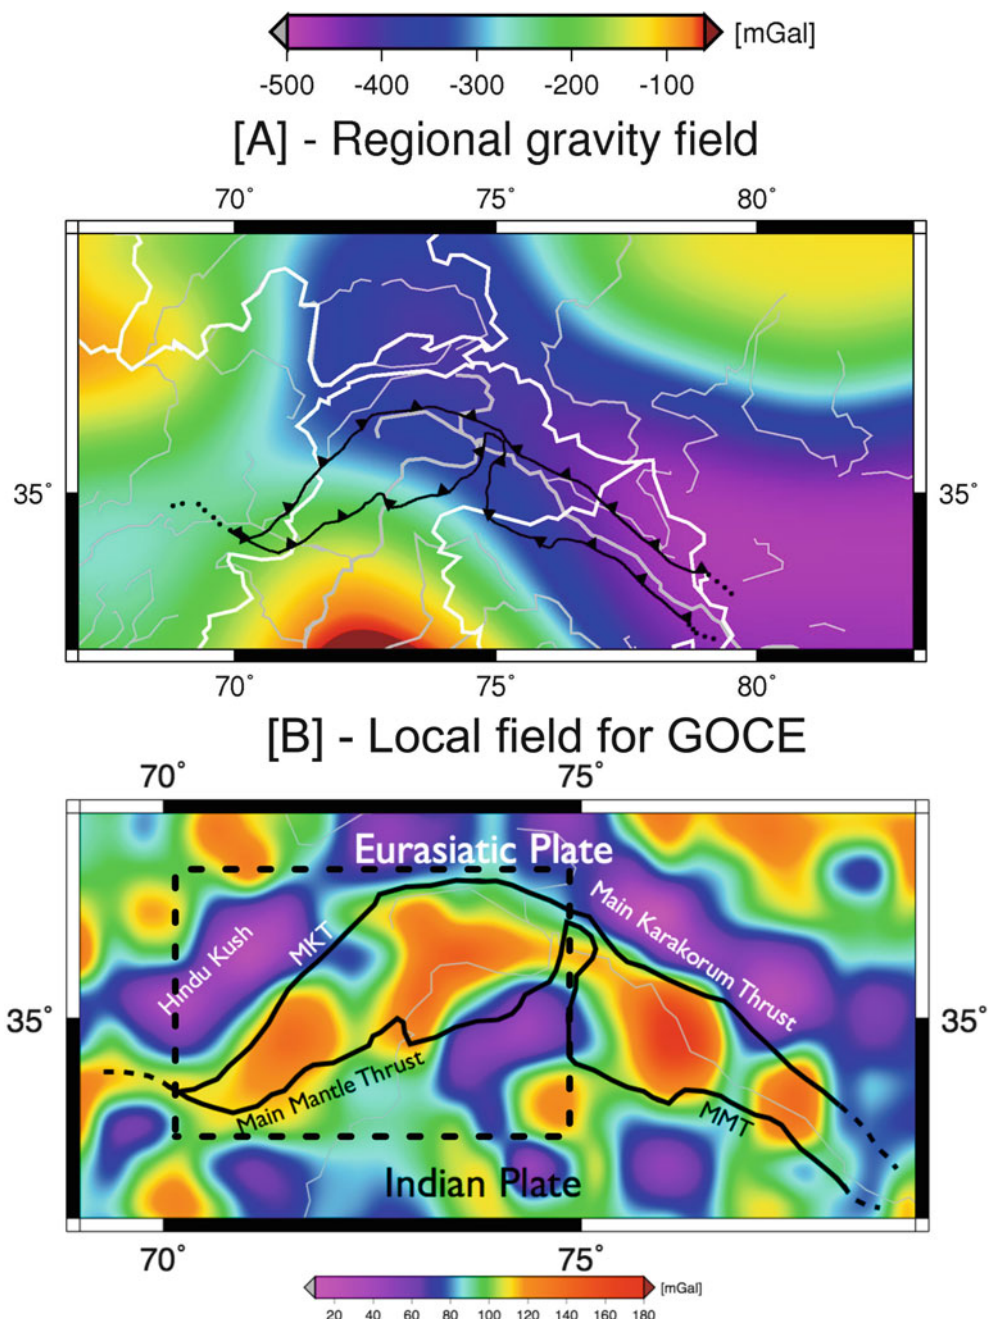 [mGal]
-500 -400 -300 -200 -100
[A] - Regional gravity field
70° 75° 80°
35° 35°
70° 75° 80°
[B] - Local field for GOCE
70° 75°
Eurasiatic Plate
Main Karakorum Thrust
Hindu Kush
MKT
35° 35°
Main Mantle Thrust
MMT
Indian Plate
70° 75°
[mGal]
20 40 60 80 100 120 140 160 180